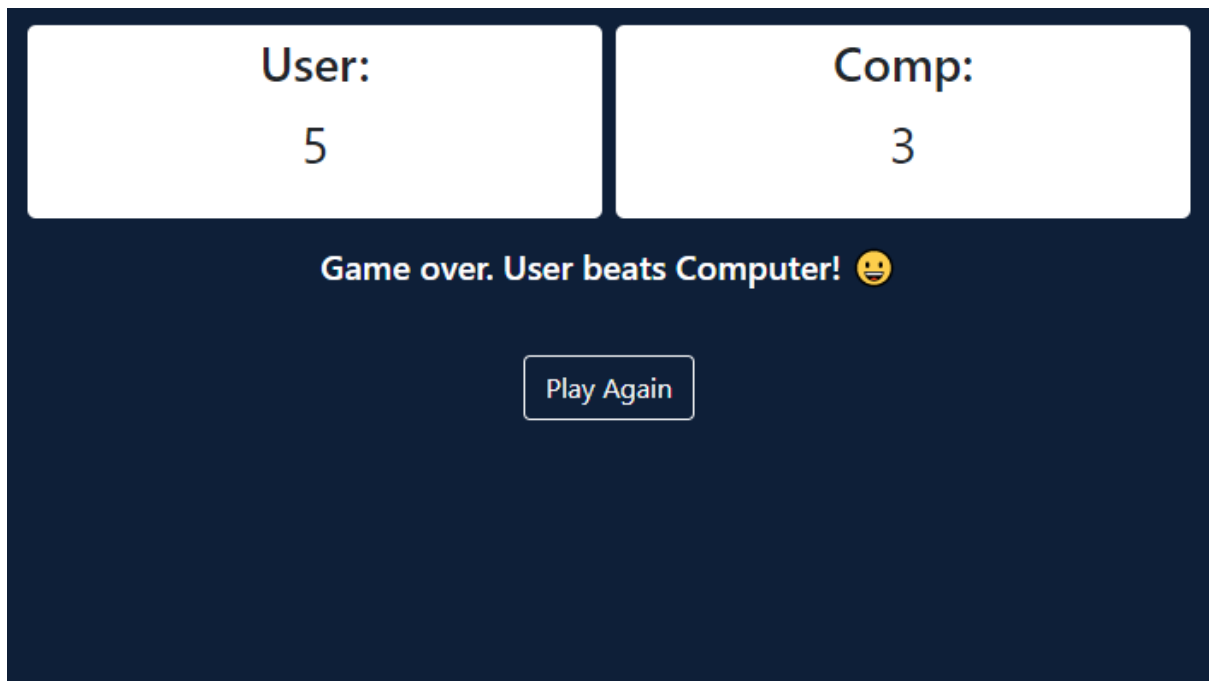 User:
5
Comp:
3
Game over. User beats Computer! 😀
Play Again